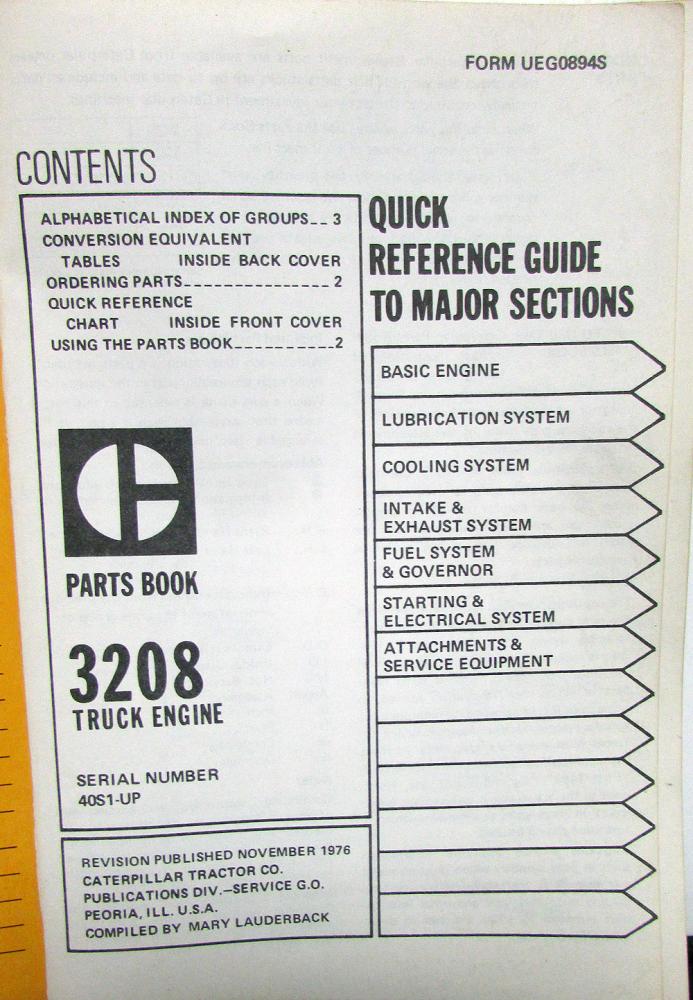 FORM UEG0894S
CONTENTS
ALPHABETICAL INDEX OF GROUPS__ 3
CONVERSION EQUIVALENT
TABLES INSIDE BACK COVER
ORDERING PARTS_______________ 2
QUICK REFERENCE
CHART INSIDE FRONT COVER
USING THE PARTS BOOK__________2
PARTS BOOK
3208
TRUCK ENGINE
SERIAL NUMBER
40S1-UP
REVISION PUBLISHED NOVEMBER 1976
CATERPILLAR TRACTOR CO.
PUBLICATIONS DIV.–SERVICE G.O.
PEORIA, ILL. U.S.A.
COMPILED BY MARY LAUDERBACK
QUICK
REFERENCE GUIDE
TO MAJOR SECTIONS
BASIC ENGINE
LUBRICATION SYSTEM
COOLING SYSTEM
INTAKE &
EXHAUST SYSTEM
FUEL SYSTEM
& GOVERNOR
STARTING &
ELECTRICAL SYSTEM
ATTACHMENTS &
SERVICE EQUIPMENT